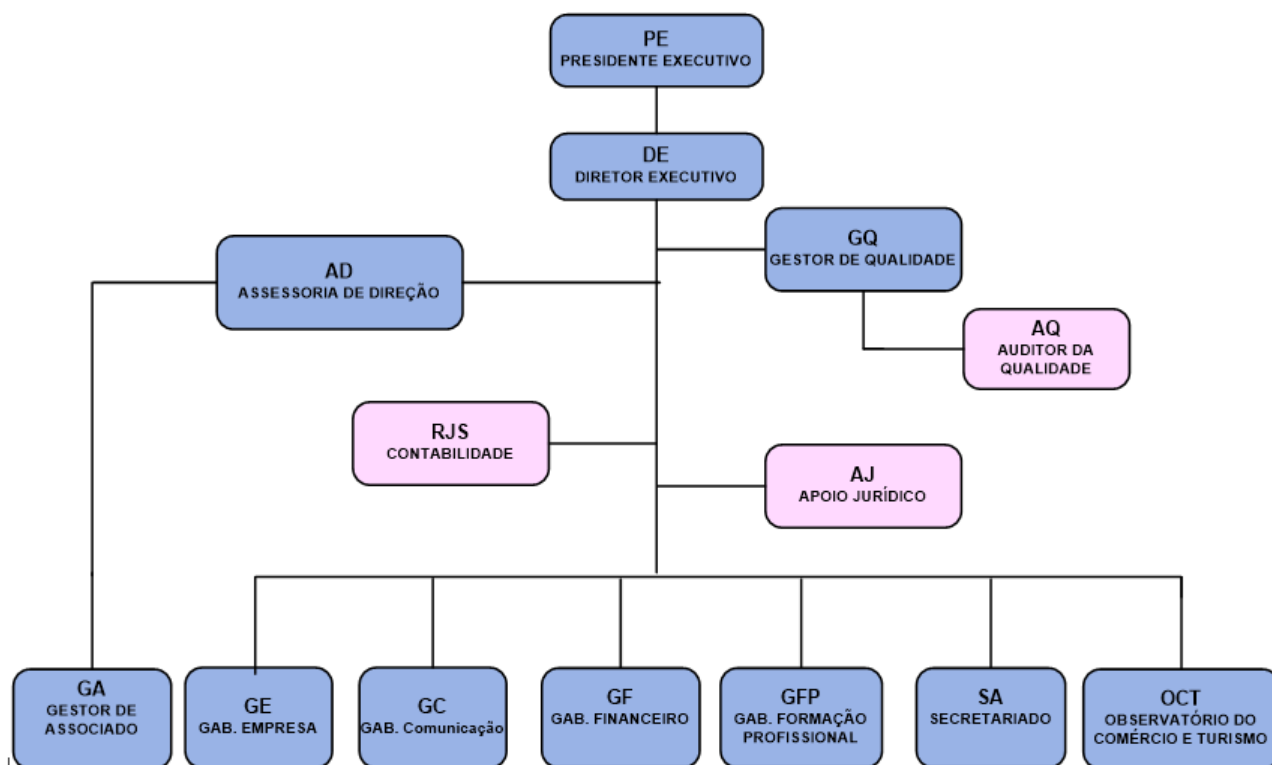 PE
PRESIDENTE EXECUTIVO
DE
DIRETOR EXECUTIVO
GQ
GESTOR DE QUALIDADE
AD
ASSESSORIA DE DIREÇÃO
AQ
AUDITOR DA
QUALIDADE
RJS
CONTABILIDADE
AJ
APOIO JURÍDICO
GA
GESTOR DE
ASSOCIADO
GE
GAB. EMPRESA
GC
GAB. Comunicação
GF
GAB. FINANCEIRO
GFP
GAB. FORMAÇÃO
PROFISSIONAL
SA
SECRETARIADO
OCT
OBSERVATÓRIO DO
COMÉRCIO E TURISMO